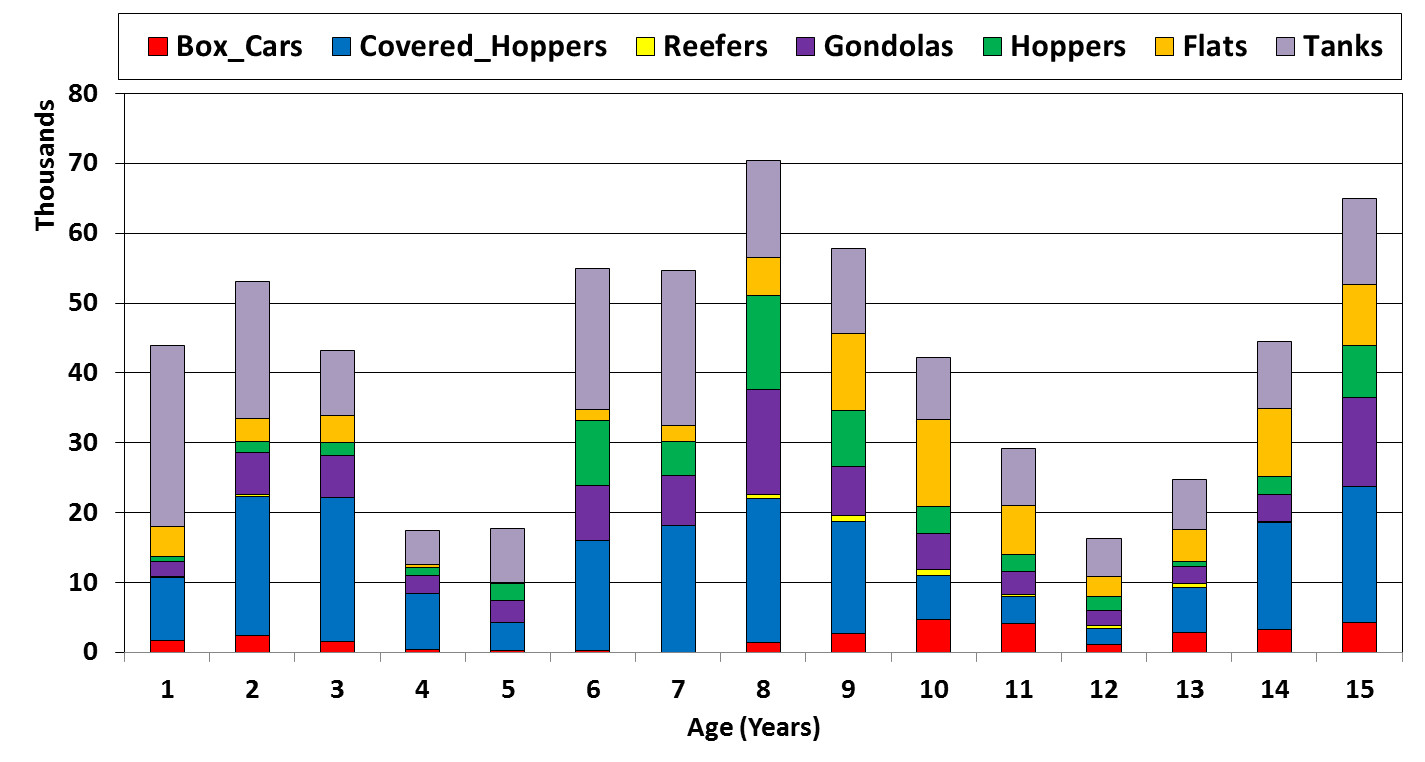 Box_Cars Covered_Hoppers Reefers Gondolas Hoppers Flats Tanks
Thousands
80
70
60
50
40
30
20
10
0
1 2 3 4 5 6 7 8 9 10 11 12 13 14 15
Age (Years)